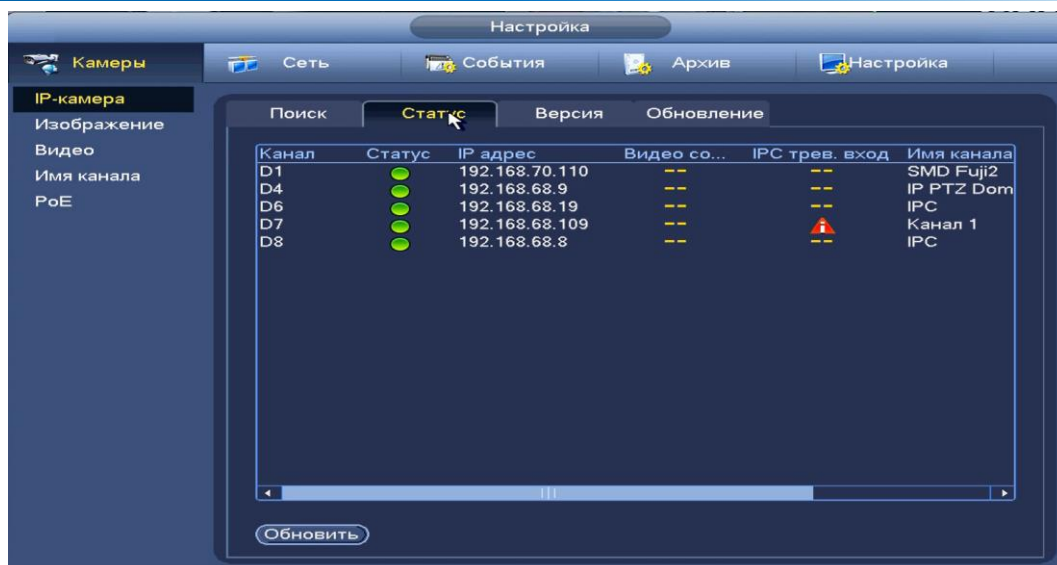 Настройка
Камеры Сеть События Архив Настройка
IP-камера
Изображение
Видео
Имя канала
PoE
Поиск Статус Версия Обновление
Канал Статус IP адрес Видео со... IPC трев. вход Имя канала
D1 192.168.70.110 -- -- SMD Fuji2
D4 192.168.68.9 -- -- IP PTZ Dom
D6 192.168.68.19 -- -- IPC
D7 192.168.68.109 -- Канал 1
D8 192.168.68.8 -- -- IPC
Обновить